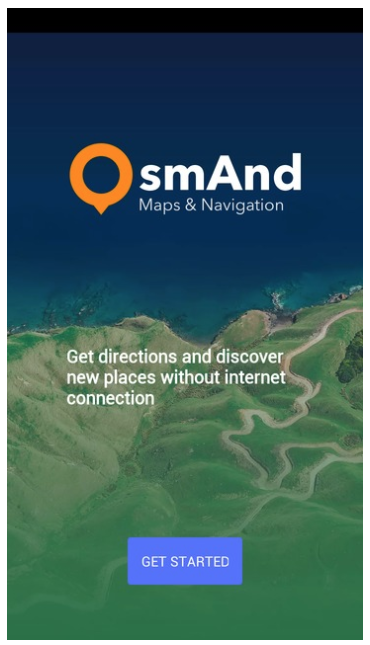 OsmAnd
Maps & Navigation
Get directions and discover
new places without internet
connection
GET STARTED